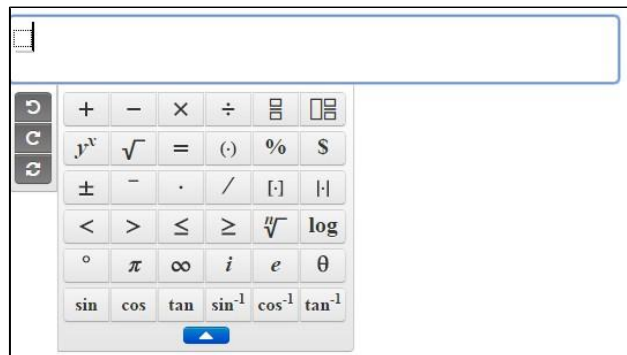 + − × ÷
yˣ √ = (·) % $
± − · / [·] |·|
< > ≤ ≥ ⁿ√ log
° π ∞ i e θ
sin cos tan sin⁻¹ cos⁻¹ tan⁻¹